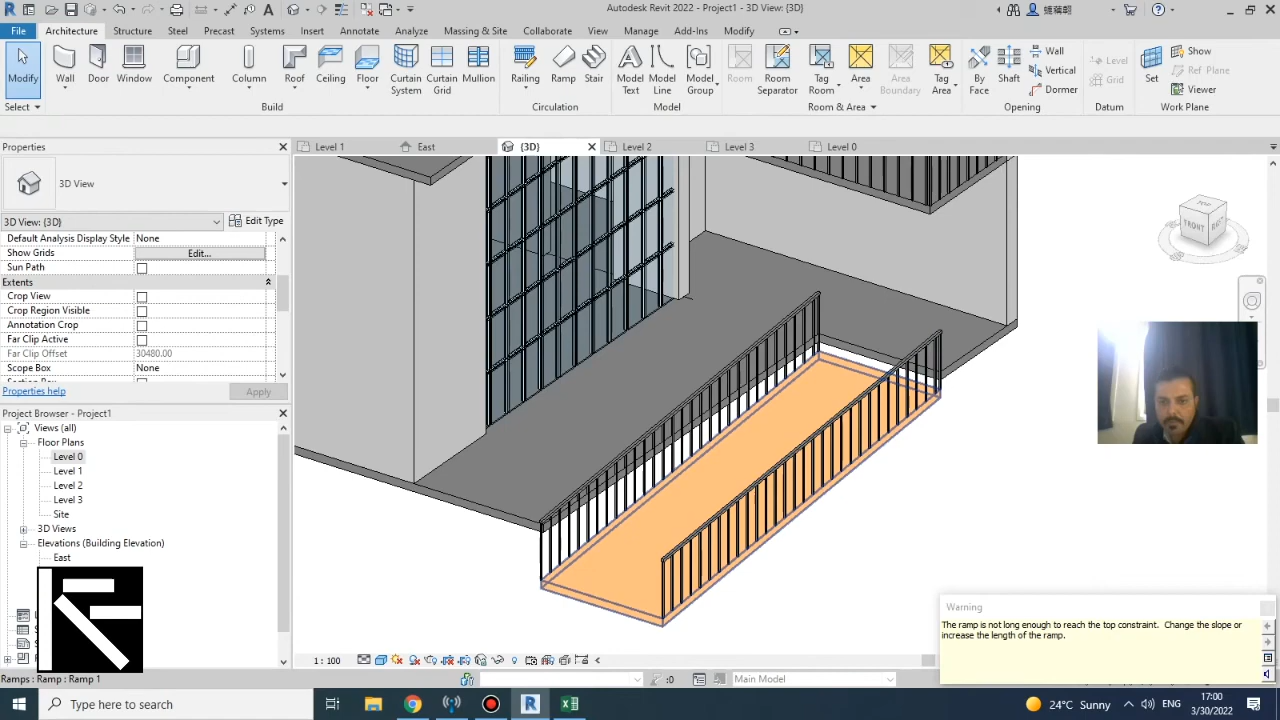 Autodesk Revit 2022 - Project1 - 3D View: {3D}
File Architecture Structure Steel Precast Systems Insert Annotate Analyze Massing & Site Collaborate View Manage Add-Ins Modify
Modify Wall Door Window Component Column Roof Ceiling Floor Curtain System Curtain Grid Mullion Railing Ramp Stair Model Text Model Line Model Group Room Room Separator Tag Room Area Area Boundary Tag Area By Face Shaft Wall Vertical Dormer Level Grid Set Show Ref Plane Viewer
Select Build Circulation Model Room & Area Opening Datum Work Plane
Properties
Level 1 East {3D} Level 2 Level 3 Level 0
3D View
3D View: {3D} Edit Type
Default Analysis Display Style None
Show Grids Edit...
Sun Path
Extents
Crop View
Crop Region Visible
Annotation Crop
Far Clip Active
Far Clip Offset 30480.00
Scope Box None
Properties help Apply
Project Browser - Project1
Views (all)
Floor Plans
Level 0
Level 1
Level 2
Level 3
Site
3D Views
Elevations (Building Elevation)
East
TOP
FRONT RIGHT
Warning
The ramp is not long enough to reach the top constraint. Change the slope or
increase the length of the ramp.
1 : 100
Ramps : Ramp : Ramp 1 :0 Main Model
Type here to search 24°C Sunny ENG 17:00
3/30/2022